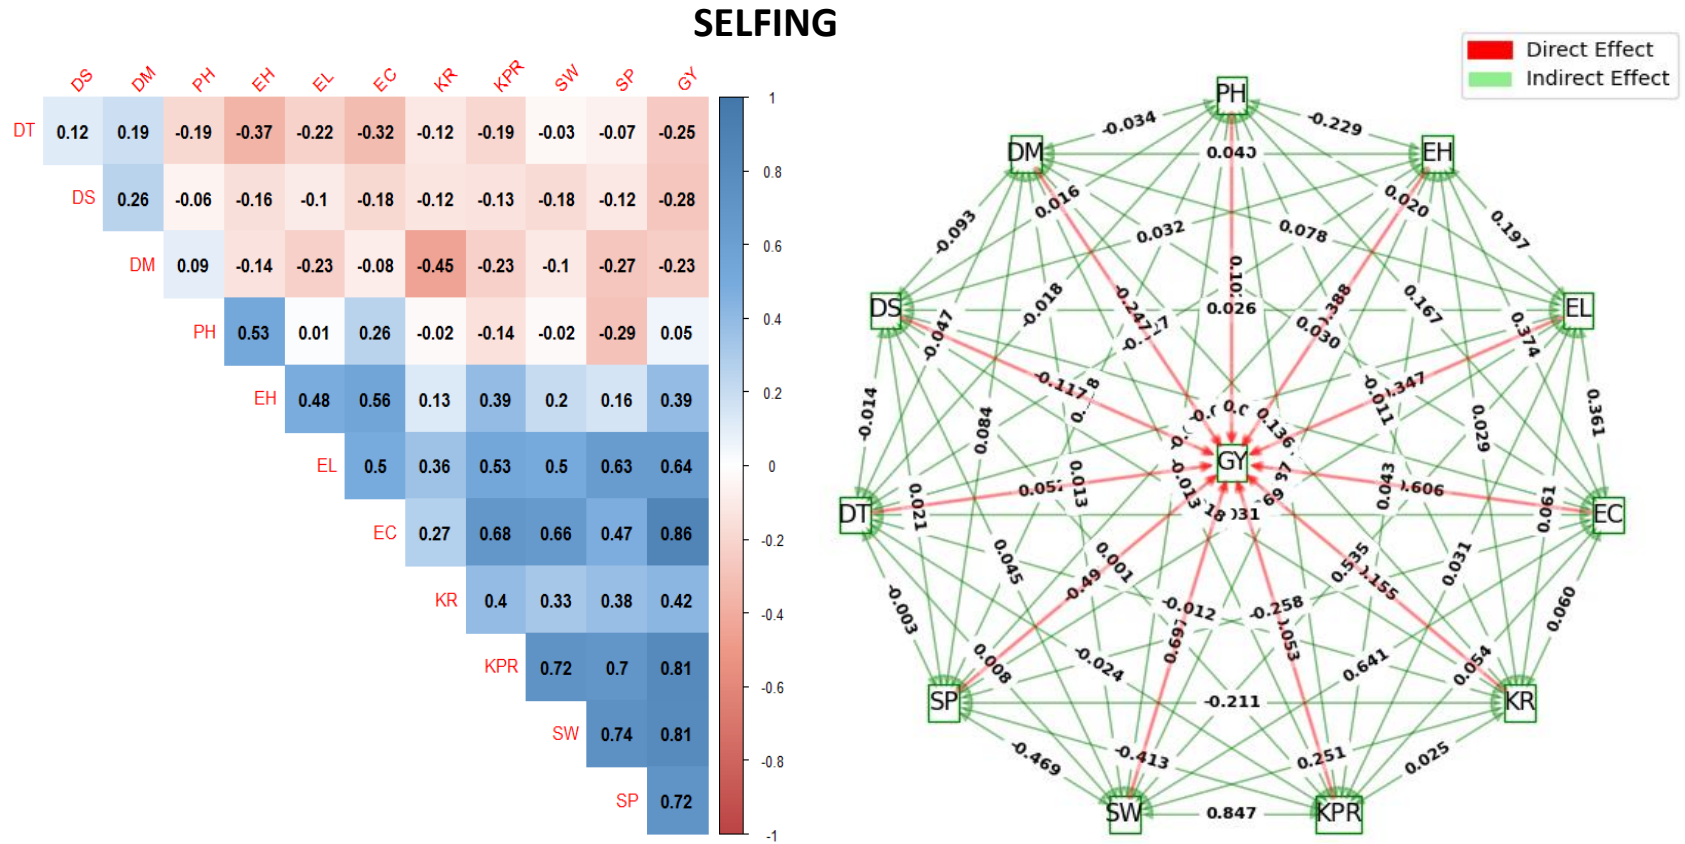 SELFING
DS DM PH EH EL EC KR KPR SW SP GY
DT 0.12 0.19 -0.19 -0.37 -0.22 -0.32 -0.12 -0.19 -0.03 -0.07 -0.25
DS 0.26 -0.06 -0.16 -0.1 -0.18 -0.12 -0.13 -0.18 -0.12 -0.28
DM 0.09 -0.14 -0.23 -0.08 -0.45 -0.23 -0.1 -0.27 -0.23
PH 0.53 0.01 0.26 -0.02 -0.14 -0.02 -0.29 0.05
EH 0.48 0.56 0.13 0.39 0.2 0.16 0.39
EL 0.5 0.36 0.53 0.5 0.63 0.64
EC 0.27 0.68 0.66 0.47 0.86
KR 0.4 0.33 0.38 0.42
KPR 0.72 0.7 0.81
SW 0.74 0.81
SP 0.72
1
0.8
0.6
0.4
0.2
0
-0.2
-0.4
-0.6
-0.8
-1
Direct Effect
Indirect Effect
PH
-0.034
-0.229
DM
EH
0.016
0.020
-0.093
0.032
0.078
0.197
DS
EL
-0.018
0.026
0.167
-0.047
-0.247
0.030
0.374
-0.117
-0.014
0.084
0.136
-0.011
0.029
0.361
GY
DT
EC
0.021
0.013
-0.013
0.043
0.061
0.045
0.001
0.535
0.031
-0.003
-0.012
-0.258
0.060
0.008
-0.024
0.641
0.054
SP
-0.211
KR
-0.469
-0.413
0.251
0.025
SW
0.847
KPR